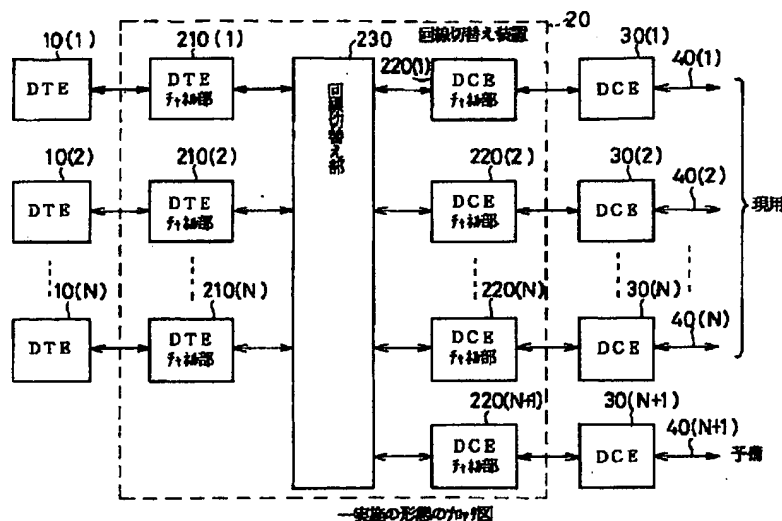 回線切替え装置
20
10(1)
210(1)
230
220(1)
30(1)
40(1)
DTE
DTE
チャネル部
回線切替え部
DCE
チャネル部
DCE
10(2)
210(2)
220(2)
30(2)
40(2)
DTE
DTE
チャネル部
DCE
チャネル部
DCE
現用
10(N)
210(N)
220(N)
30(N)
40(N)
DTE
DTE
チャネル部
DCE
チャネル部
DCE
220(N+1)
30(N+1)
40(N+1)
DCE
チャネル部
DCE
予備
一実施の形態のブロック図